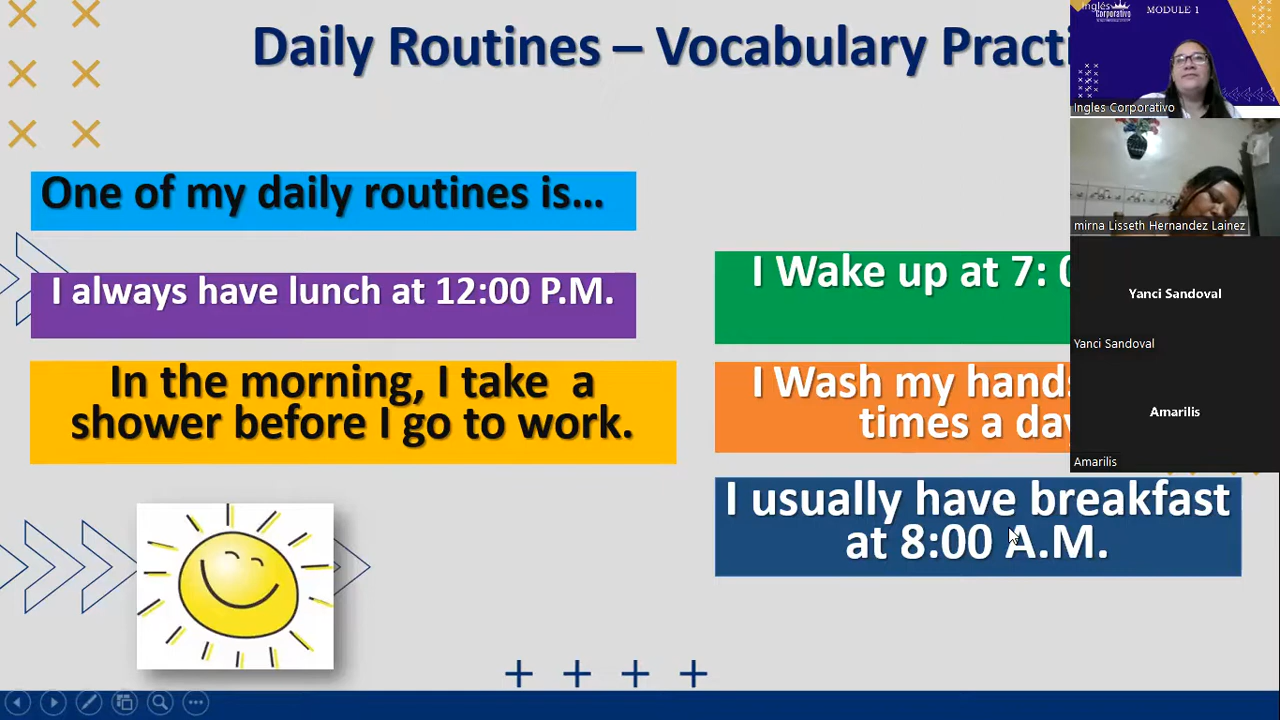 Daily Routines – Vocabulary
One of my daily routines is...
I always have lunch at 12:00 P.M.
In the morning, I take a
shower before I go to work.
I Wake up at 7:
I Wash my hands
times a day
I usually have breakfast
at 8:00 A.M.
Inglés
Corporativo
MODULE 1
Ingles Corporativo
mirna Lisseth Hernandez Lainez
Yanci Sandoval
Yanci Sandoval
Amarilis
Amarilis